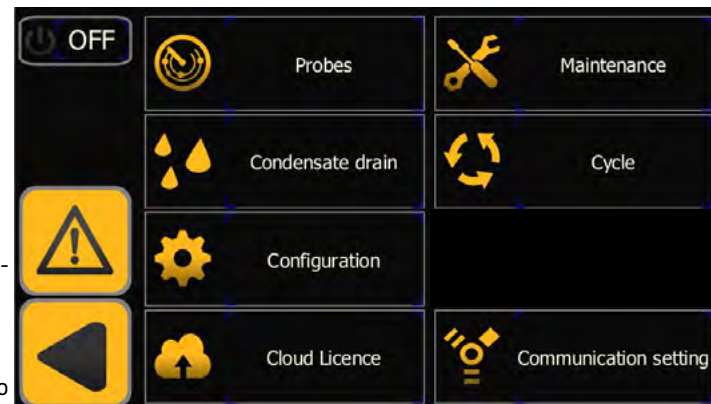 OFF
Probes
Maintenance
Condensate drain
Cycle
-
Configuration
Cloud Licence
Communication setting
o